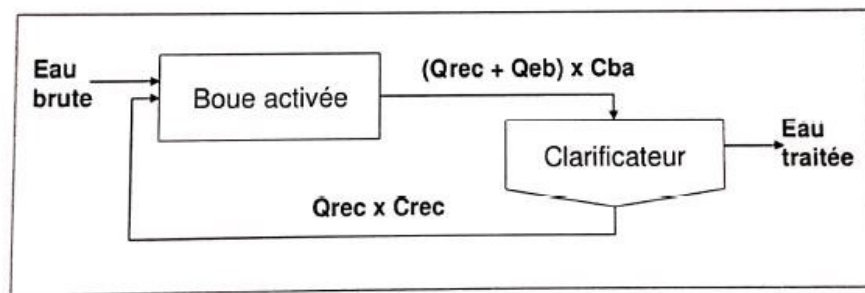 Eau
brute
Boue activée
(Qrec + Qeb) x Cba
Clarificateur
Eau
traitée
Qrec x Crec